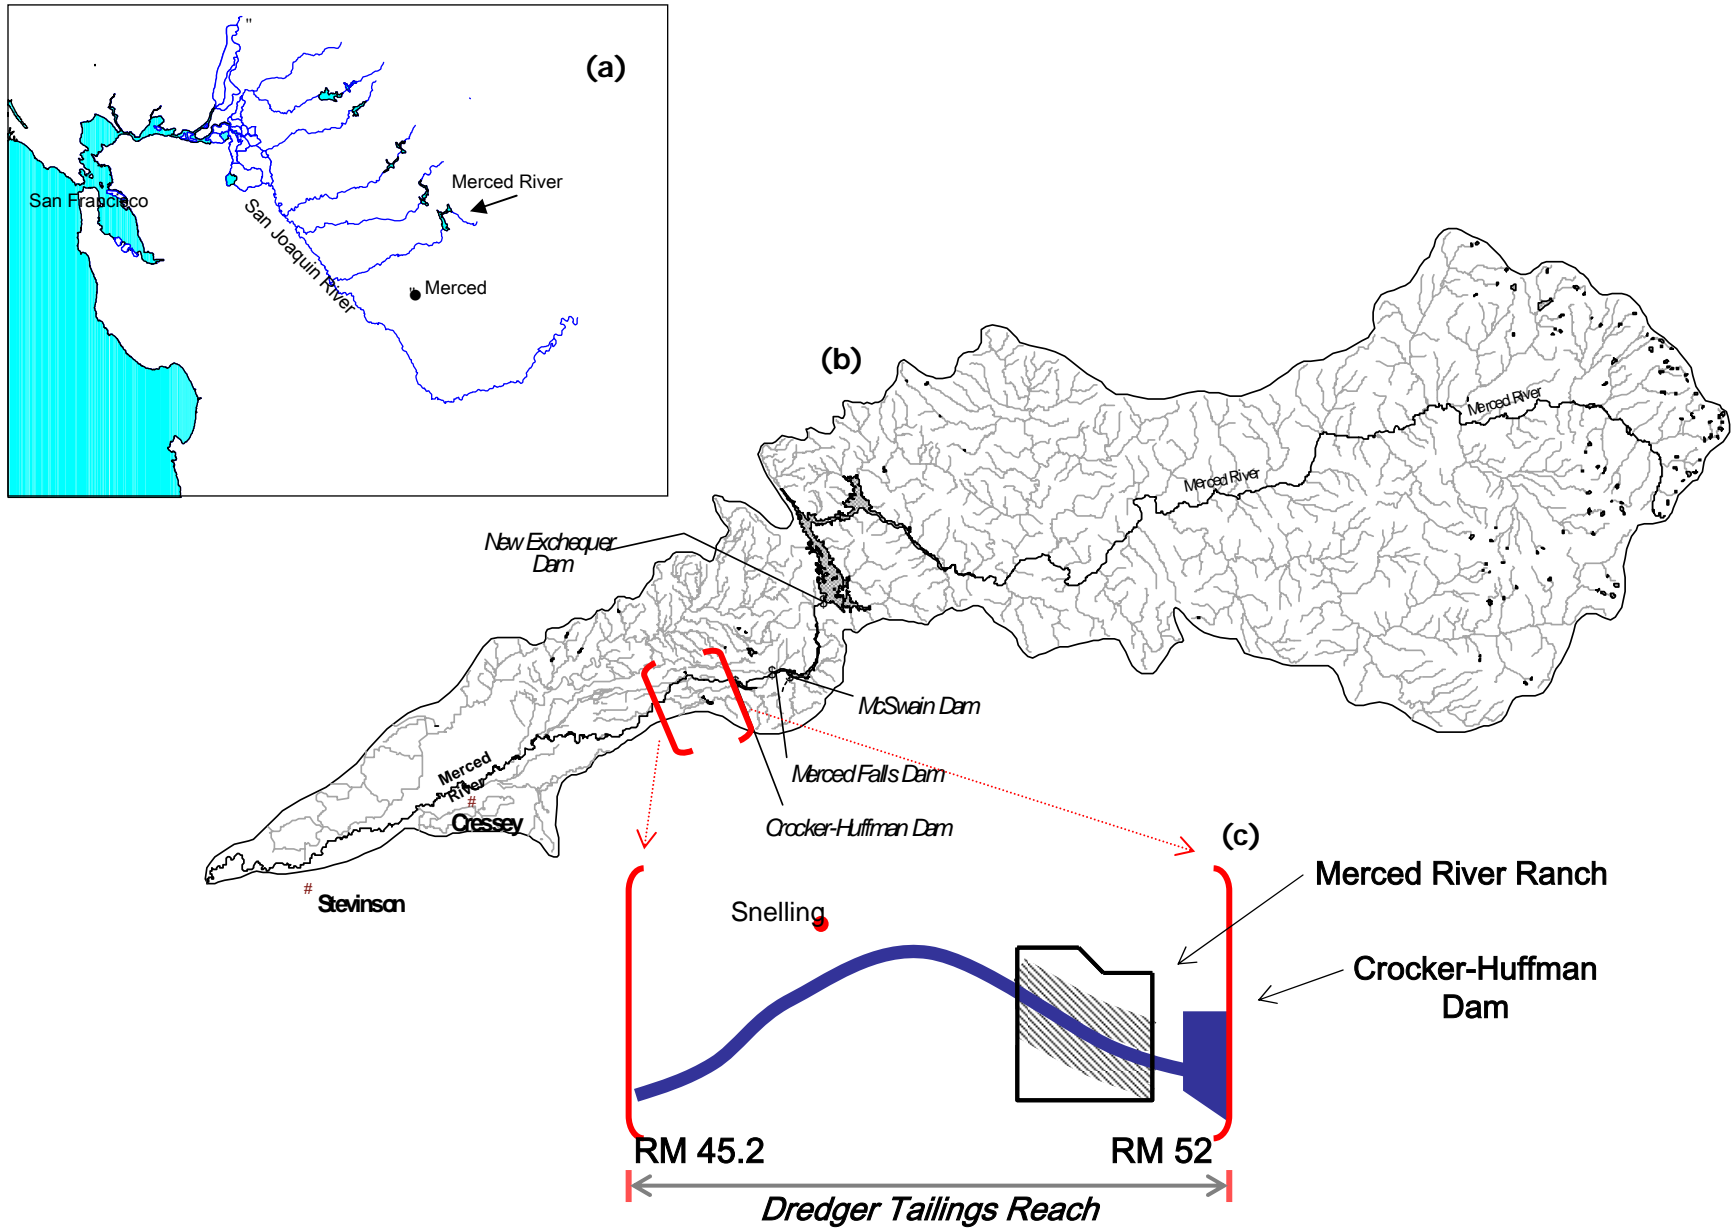 (a)
San Francisco
San Joaquin River
Merced River
Merced
(b)
Merced River
Merced River
New Exchequer
Dam
McSwain Dam
Merced Falls Dam
Crocker-Huffman Dam
Merced
River
#
Cressey
#
Stevinson
(c)
Merced River Ranch
Crocker-Huffman
Dam
Snelling
RM 45.2
RM 52
Dredger Tailings Reach